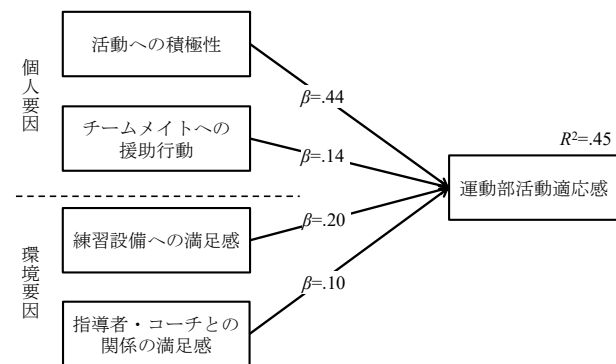 個人要因
活動への積極性
チームメイトへの
援助行動
環境要因
練習設備への満足感
指導者・コーチとの
関係の満足感
β=.44
β=.14
β=.20
β=.10
R²=.45
運動部活動適応感